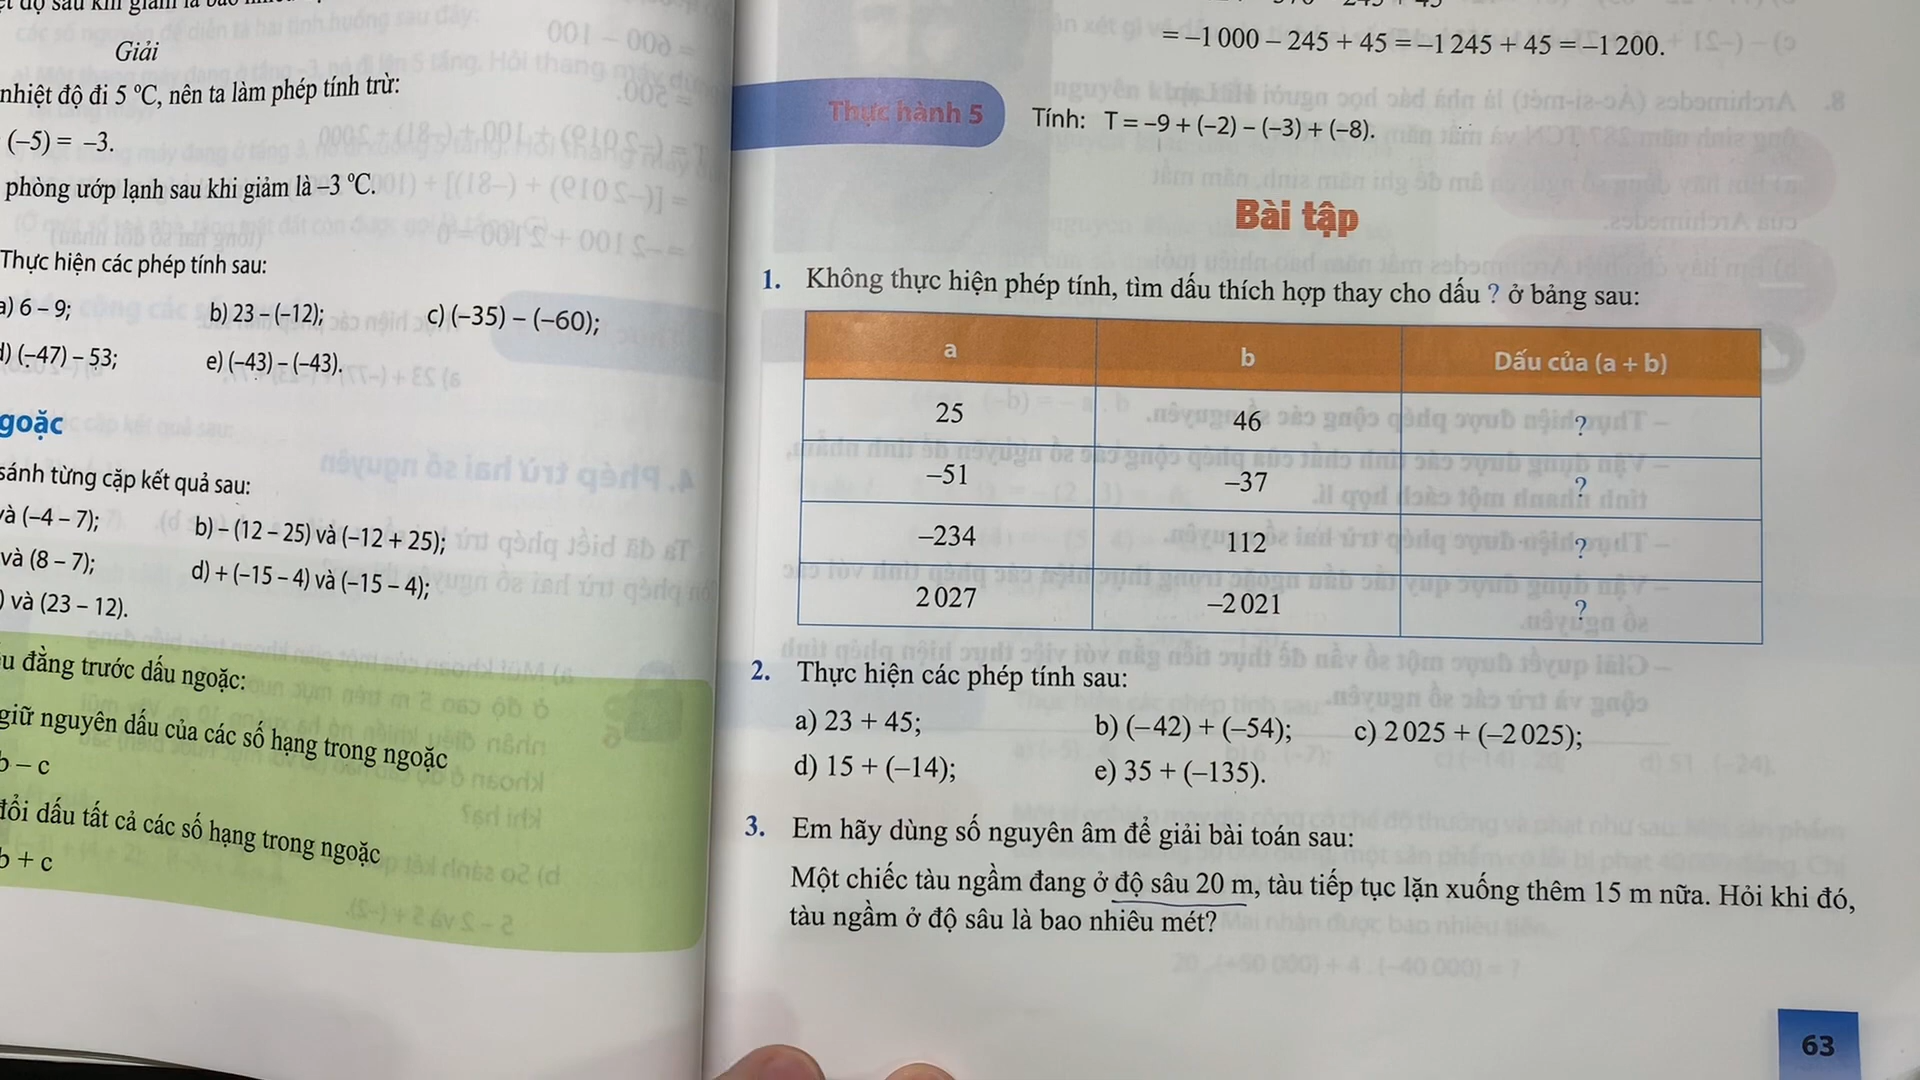 Giải
nhiệt độ đi 5 ºC, nên ta làm phép tính trừ:
(–5) = –3.
phòng ướp lạnh sau khi giảm là –3 ºC.
Thực hiện các phép tính sau:
a) 6 – 9; b) 23 – (–12); c) (–35) – (–60);
d) (–47) – 53; e) (–43) – (–43).
goặc
sánh từng cặp kết quả sau:
và (–4 – 7); b) – (12 – 25) và (–12 + 25);
và (8 – 7); d) + (–15 – 4) và (–15 – 4);
) và (23 – 12).
đằng trước dấu ngoặc:
giữ nguyên dấu của các số hạng trong ngoặc
b – c
đổi dấu tất cả các số hạng trong ngoặc
b + c
= –1 000 – 245 + 45 = –1 245 + 45 = –1 200.
Thực hành 5 Tính: T = –9 + (–2) – (–3) + (–8).
Bài tập
1. Không thực hiện phép tính, tìm dấu thích hợp thay cho dấu ? ở bảng sau:
a b Dấu của (a + b)
25 46 ?
–51 –37 ?
–234 112 ?
2 027 –2 021 ?
2. Thực hiện các phép tính sau:
a) 23 + 45; b) (–42) + (–54); c) 2 025 + (–2 025);
d) 15 + (–14); e) 35 + (–135).
3. Em hãy dùng số nguyên âm để giải bài toán sau:
Một chiếc tàu ngầm đang ở độ sâu 20 m, tàu tiếp tục lặn xuống thêm 15 m nữa. Hỏi khi đó,
tàu ngầm ở độ sâu là bao nhiêu mét?
63